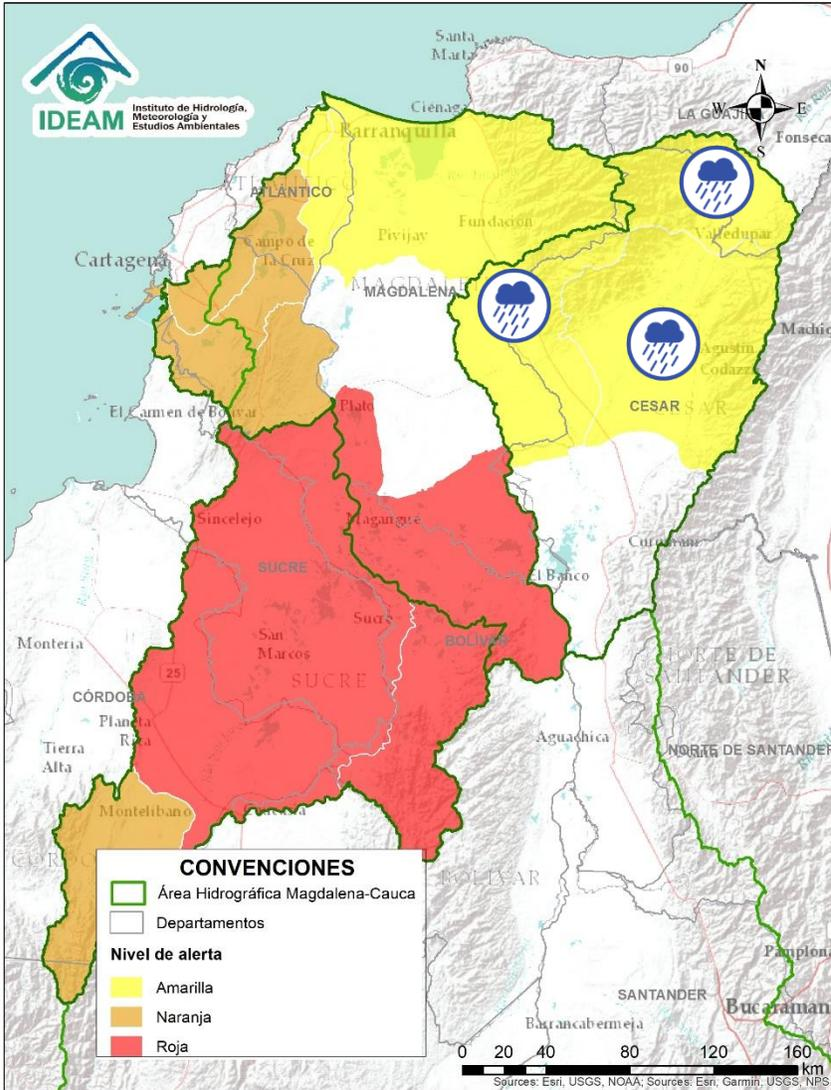 IDEAM
Instituto de Hidrología,
Meteorología y
Estudios Ambientales
Santa
Marta
90
N
W
E
S
LA GUAJI
Fonseca
Ciénaga
Barranquilla
ATLÁNTICO
Fundación
Pivijay
Valledupar
Campo de
la Cruz
Cartagena
MAGDALENA
Agustín
Codazzi
CESAR
CESAR
El Carmen de Bolívar
Plato
Sincelejo
Magangué
Curumaní
El Banco
SUCRE
Sucre
BOLÍVAR
San
Marcos
SUCRE
Montería
25
NORTE DE
SANTANDER
CÓRDOBA
Planeta
Rica
Tierra
Alta
Aguachica
NORTE DE SANTANDER
Montelíbano
BOLÍVAR
CONVENCIONES
Área Hidrográfica Magdalena-Cauca
Departamentos
Nivel de alerta
Amarilla
Naranja
Roja
Pamplona
SANTANDER
Bucaraman
Barrancabermeja
0 20 40 80 120 160
km
Sources: Esri, USGS, NOAA; Sources: Esri, Garmin, USGS, NPS